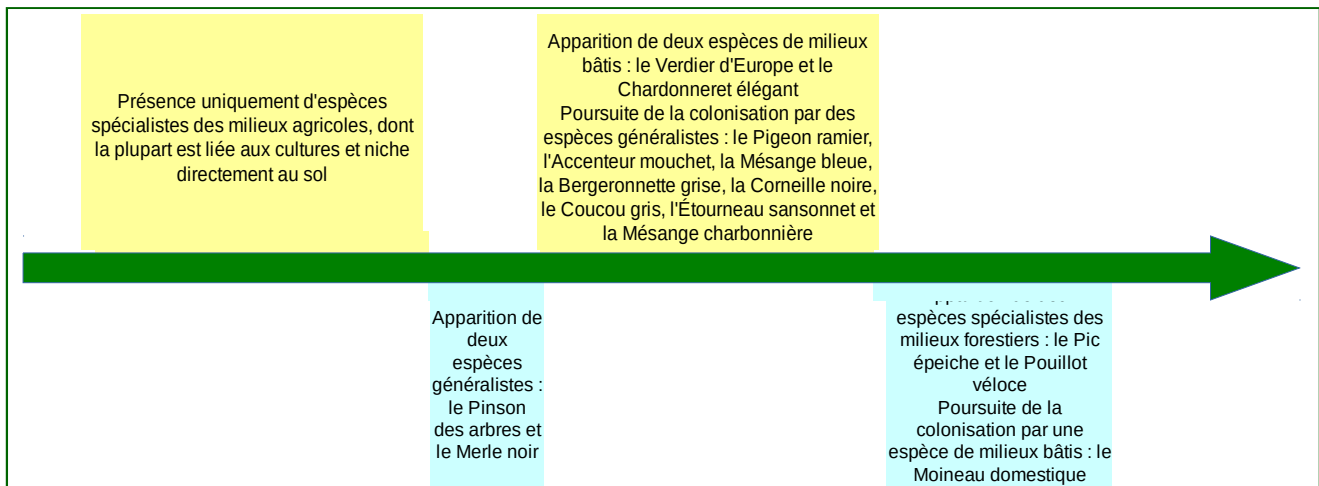 Présence uniquement d'espèces
spécialistes des milieux agricoles, dont
la plupart est liée aux cultures et niche
directement au sol
Apparition de
deux
espèces
généralistes :
le Pinson
des arbres et
le Merle noir
Apparition de deux espèces de milieux
bâtis : le Verdier d'Europe et le
Chardonneret élégant
Poursuite de la colonisation par des
espèces généralistes : le Pigeon ramier,
l'Accenteur mouchet, la Mésange bleue,
la Bergeronnette grise, la Corneille noire,
le Coucou gris, l'Étourneau sansonnet et
la Mésange charbonnière
espèces spécialistes des
milieux forestiers : le Pic
épeiche et le Pouillot
véloce
Poursuite de la
colonisation par une
espèce de milieux bâtis : le
Moineau domestique